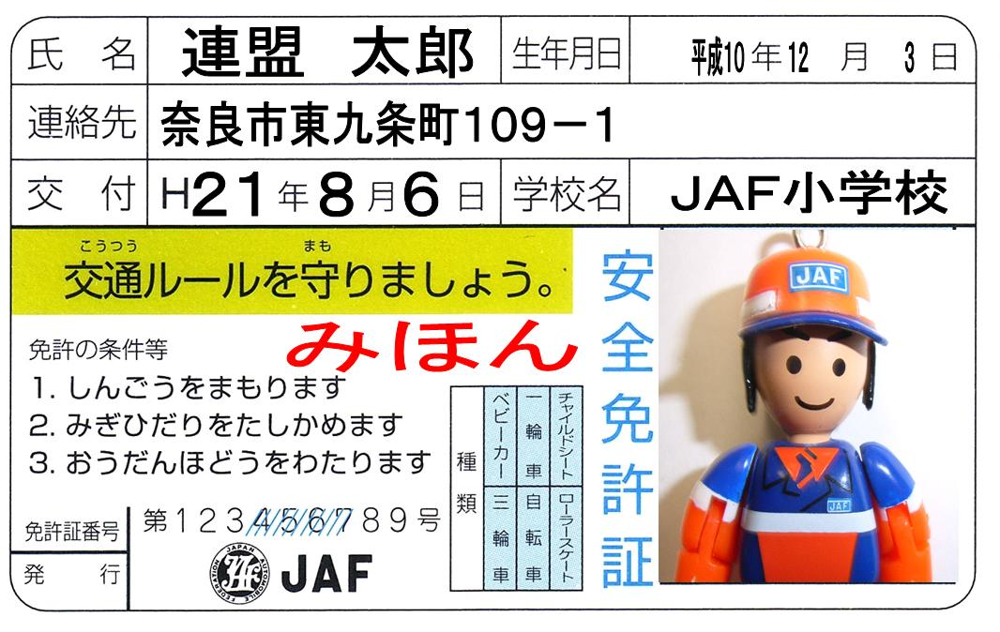 氏 名 連盟 太郎 生年月日 平成10年12月3日
連絡先 奈良市東九条町109－1
交 付 H21年8月6日 学校名 JAF小学校
こうつう まも
交通ルールを守りましょう。
みほん
免許の条件等
1. しんごうをまもります
2. みぎひだりをたしかめます
3. おうだんほどうをわたります
免許証番号 第123456789号
発 行 JAPAN AUTOMOBILE FEDERATION JAF JAF
種類
ベビーカー 一輪車 チャイルドシート
三輪車 自転車 ローラースケート
安全免許証
JAF
JAF